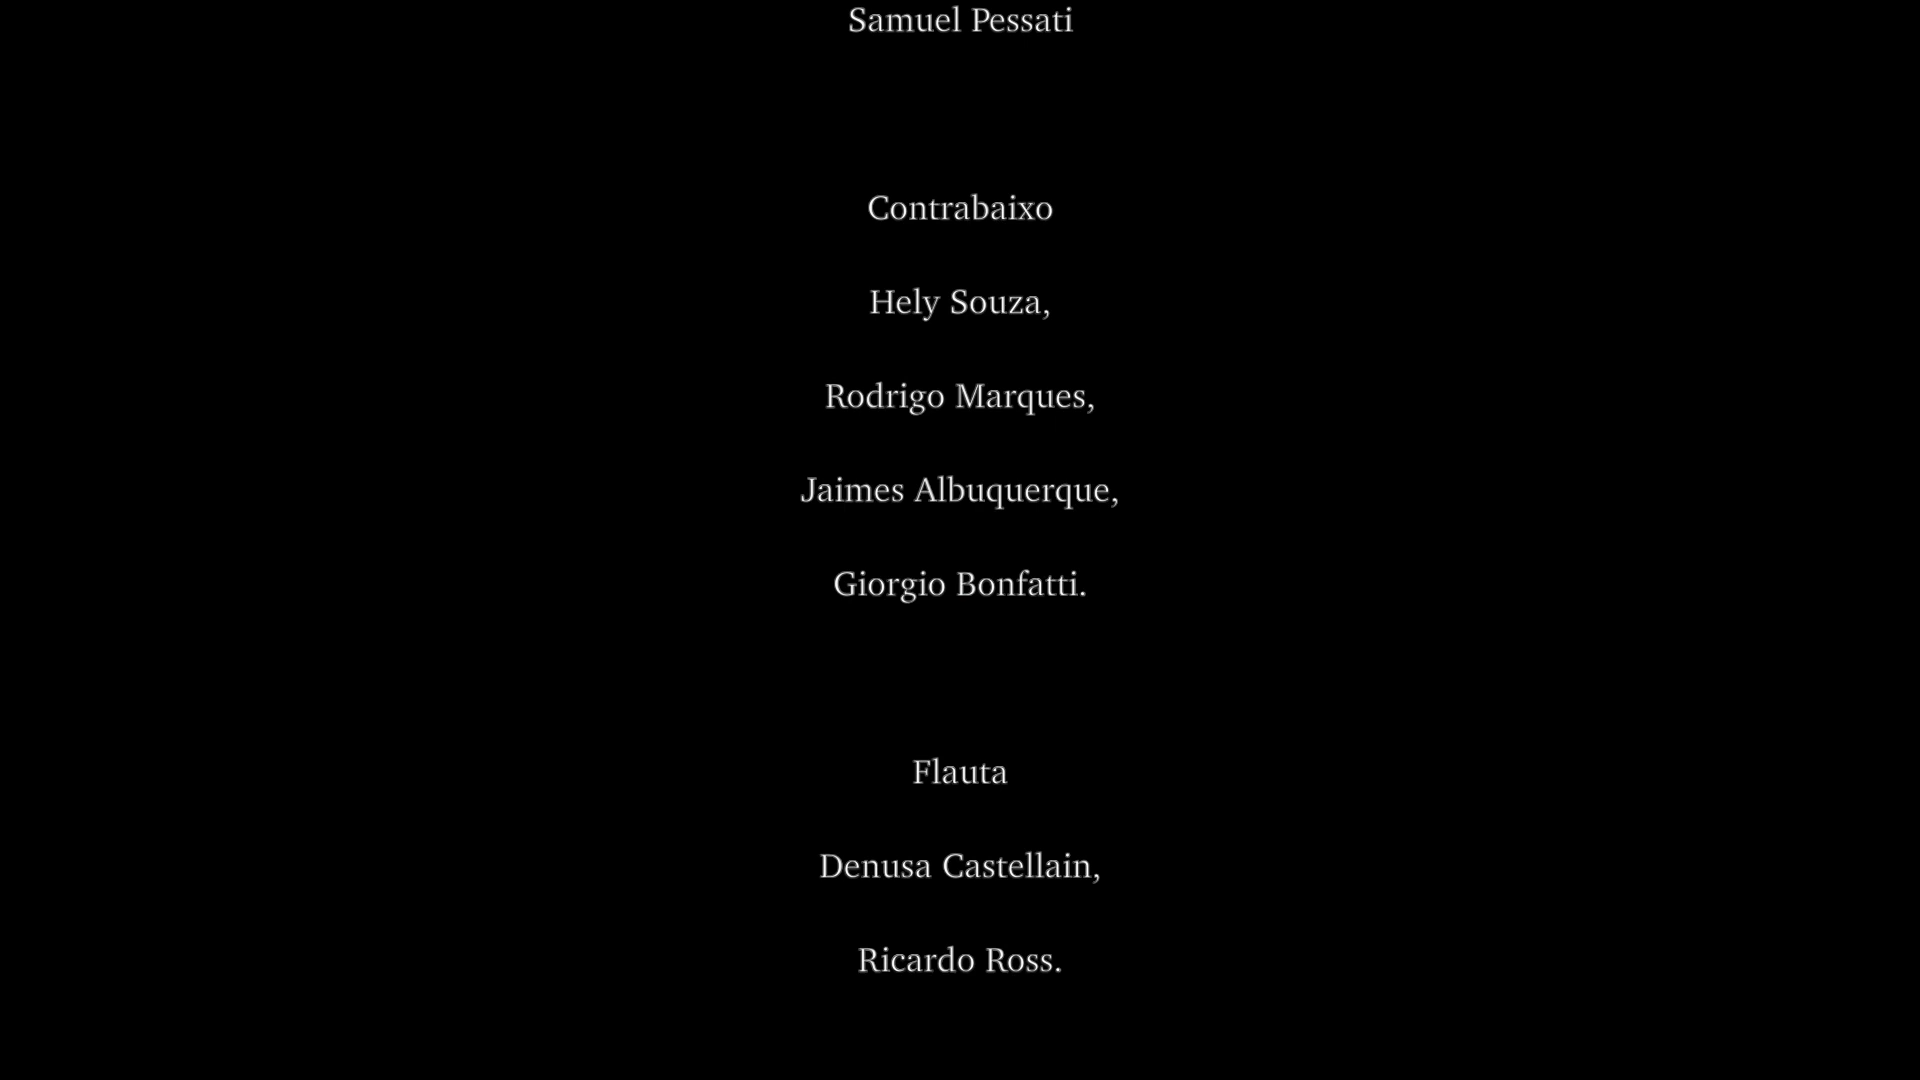 Samuel Pessati
Contrabaixo
Hely Souza,
Rodrigo Marques,
Jaimes Albuquerque,
Giorgio Bonfatti.
Flauta
Denusa Castellain,
Ricardo Ross.